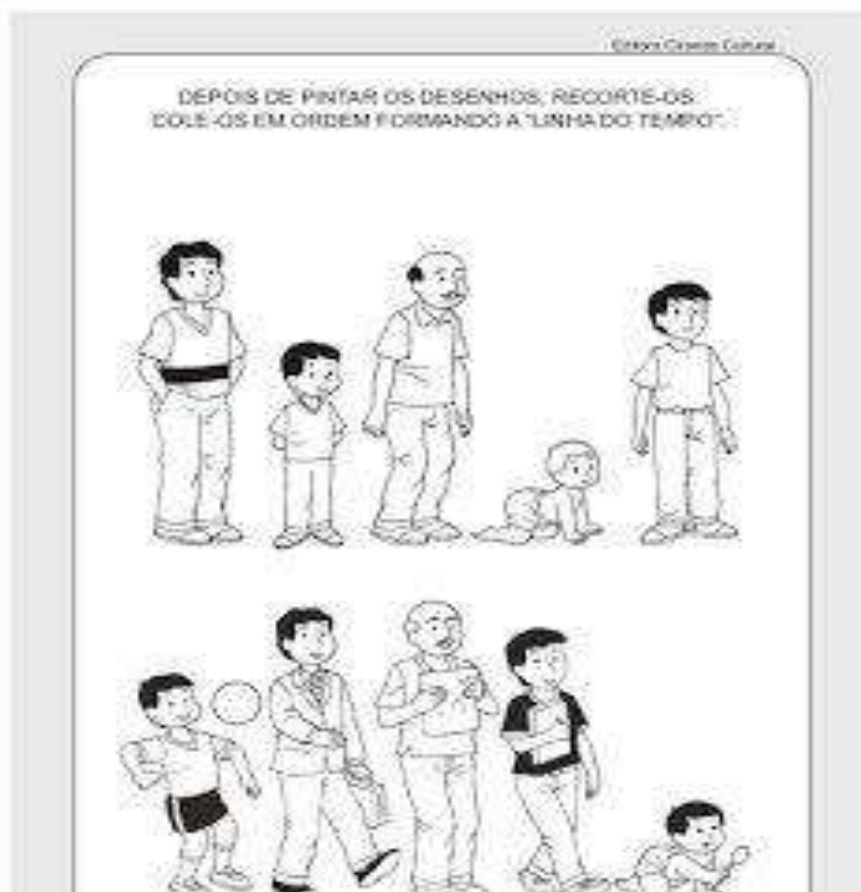 Editora Ciranda Cultural
DEPOIS DE PINTAR OS DESENHOS, RECORTE-OS.
COLE-OS EM ORDEM FORMANDO A "LINHA DO TEMPO".